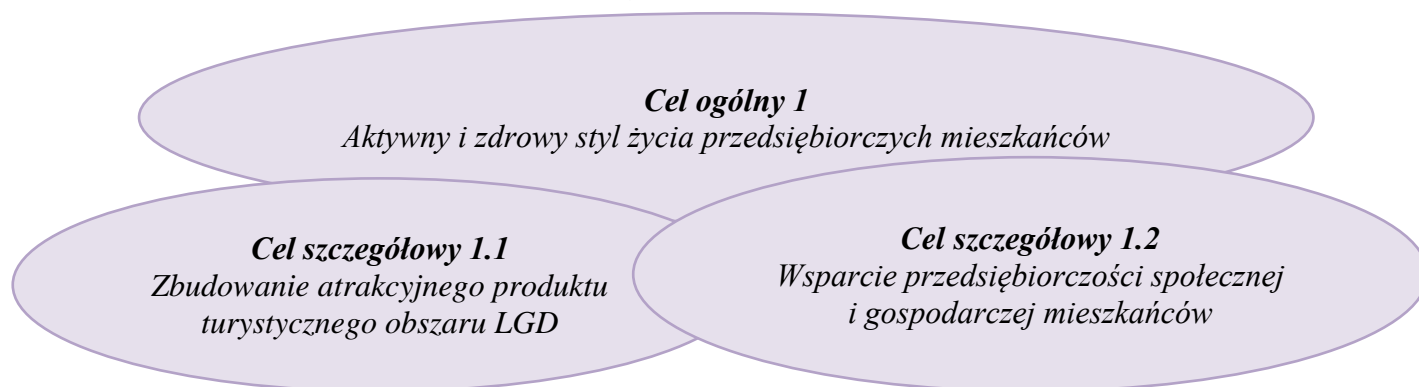 Cel ogólny 1
Aktywny i zdrowy styl życia przedsiębiorczych mieszkańców
Cel szczegółowy 1.1
Zbudowanie atrakcyjnego produktu
turystycznego obszaru LGD
Cel szczegółowy 1.2
Wsparcie przedsiębiorczości społecznej
i gospodarczej mieszkańców